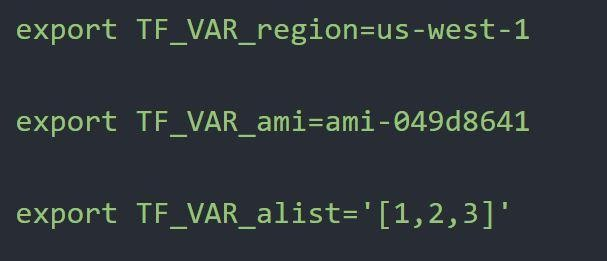 export TF_VAR_region=us-west-1
export TF_VAR_ami=ami-049d8641
export TF_VAR_alist='[1,2,3]'